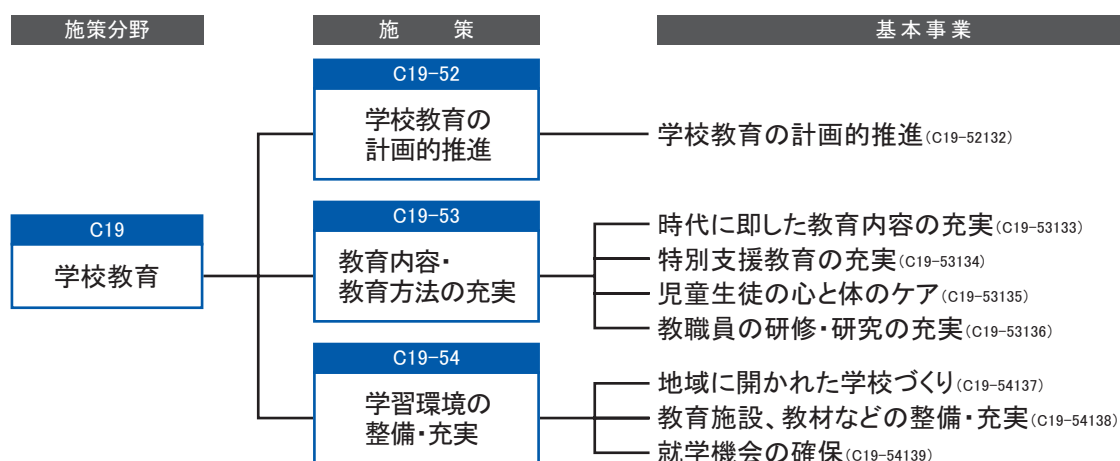 施策分野
施 策
基本事業
C19-52
学校教育の
計画的推進
学校教育の計画的推進(C19-52132)
C19
学校教育
C19-53
教育内容・
教育方法の充実
時代に即した教育内容の充実(C19-53133)
特別支援教育の充実(C19-53134)
児童生徒の心と体のケア(C19-53135)
教職員の研修・研究の充実(C19-53136)
C19-54
学習環境の
整備・充実
地域に開かれた学校づくり(C19-54137)
教育施設、教材などの整備・充実(C19-54138)
就学機会の確保(C19-54139)